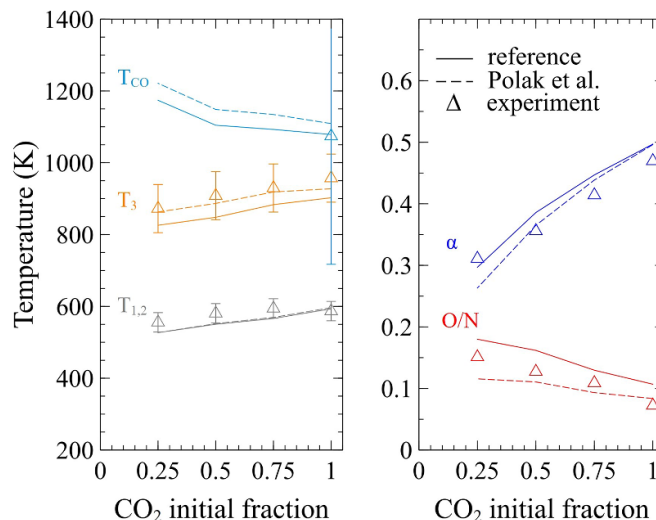 1400
1200
1000
800
600
400
200
Temperature (K)
T_CO
T_3
T_1,2
0 0.25 0.5 0.75 1
CO_2 initial fraction
0.6
0.5
0.4
0.3
0.2
0.1
0
reference
Polak et al.
experiment
α
O/N
0 0.25 0.5 0.75 1
CO_2 initial fraction